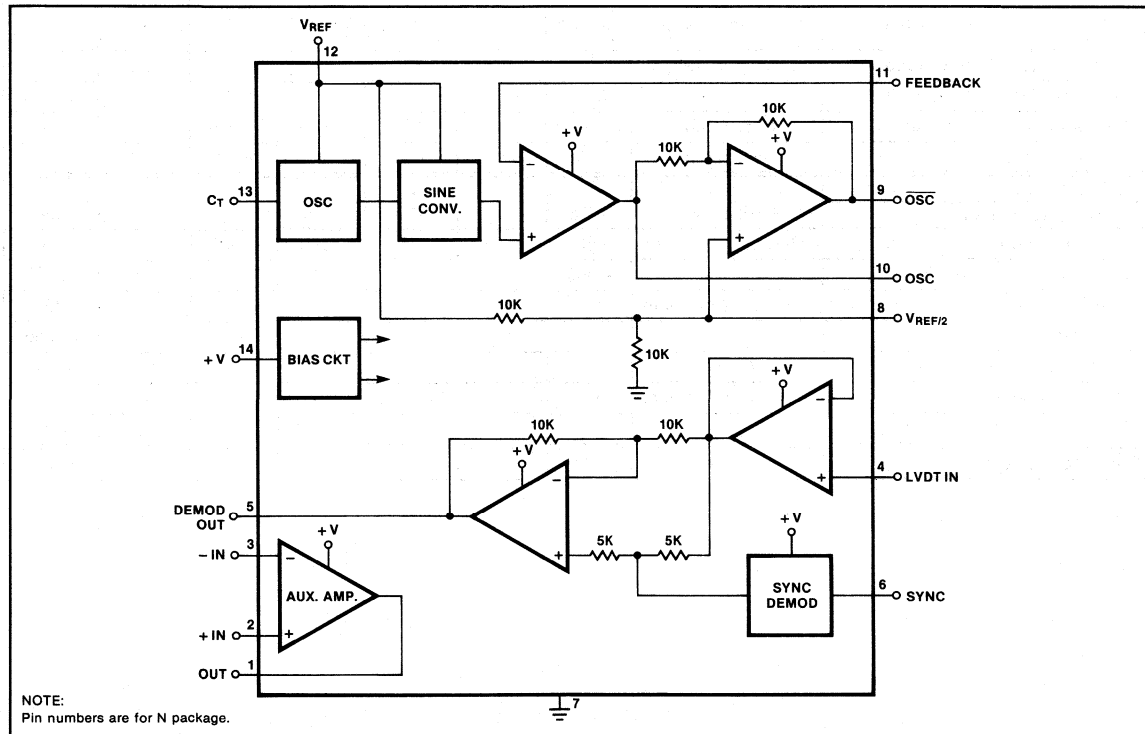 VREF
12
11 FEEDBACK
10K
+V
+V
10K
CT 13
OSC
SINE CONV.
−
+
−
+
9 OSC
10 OSC
10K
8 VREF/2
+V 14
BIAS CKT
10K
+V
10K
10K
−
+
+V
4 LVDT IN
DEMOD OUT 5
−
+
5K
5K
+V
−IN 3
+V
−
AUX. AMP.
+
SYNC DEMOD
6 SYNC
+IN 2
OUT 1
7
NOTE:
Pin numbers are for N package.